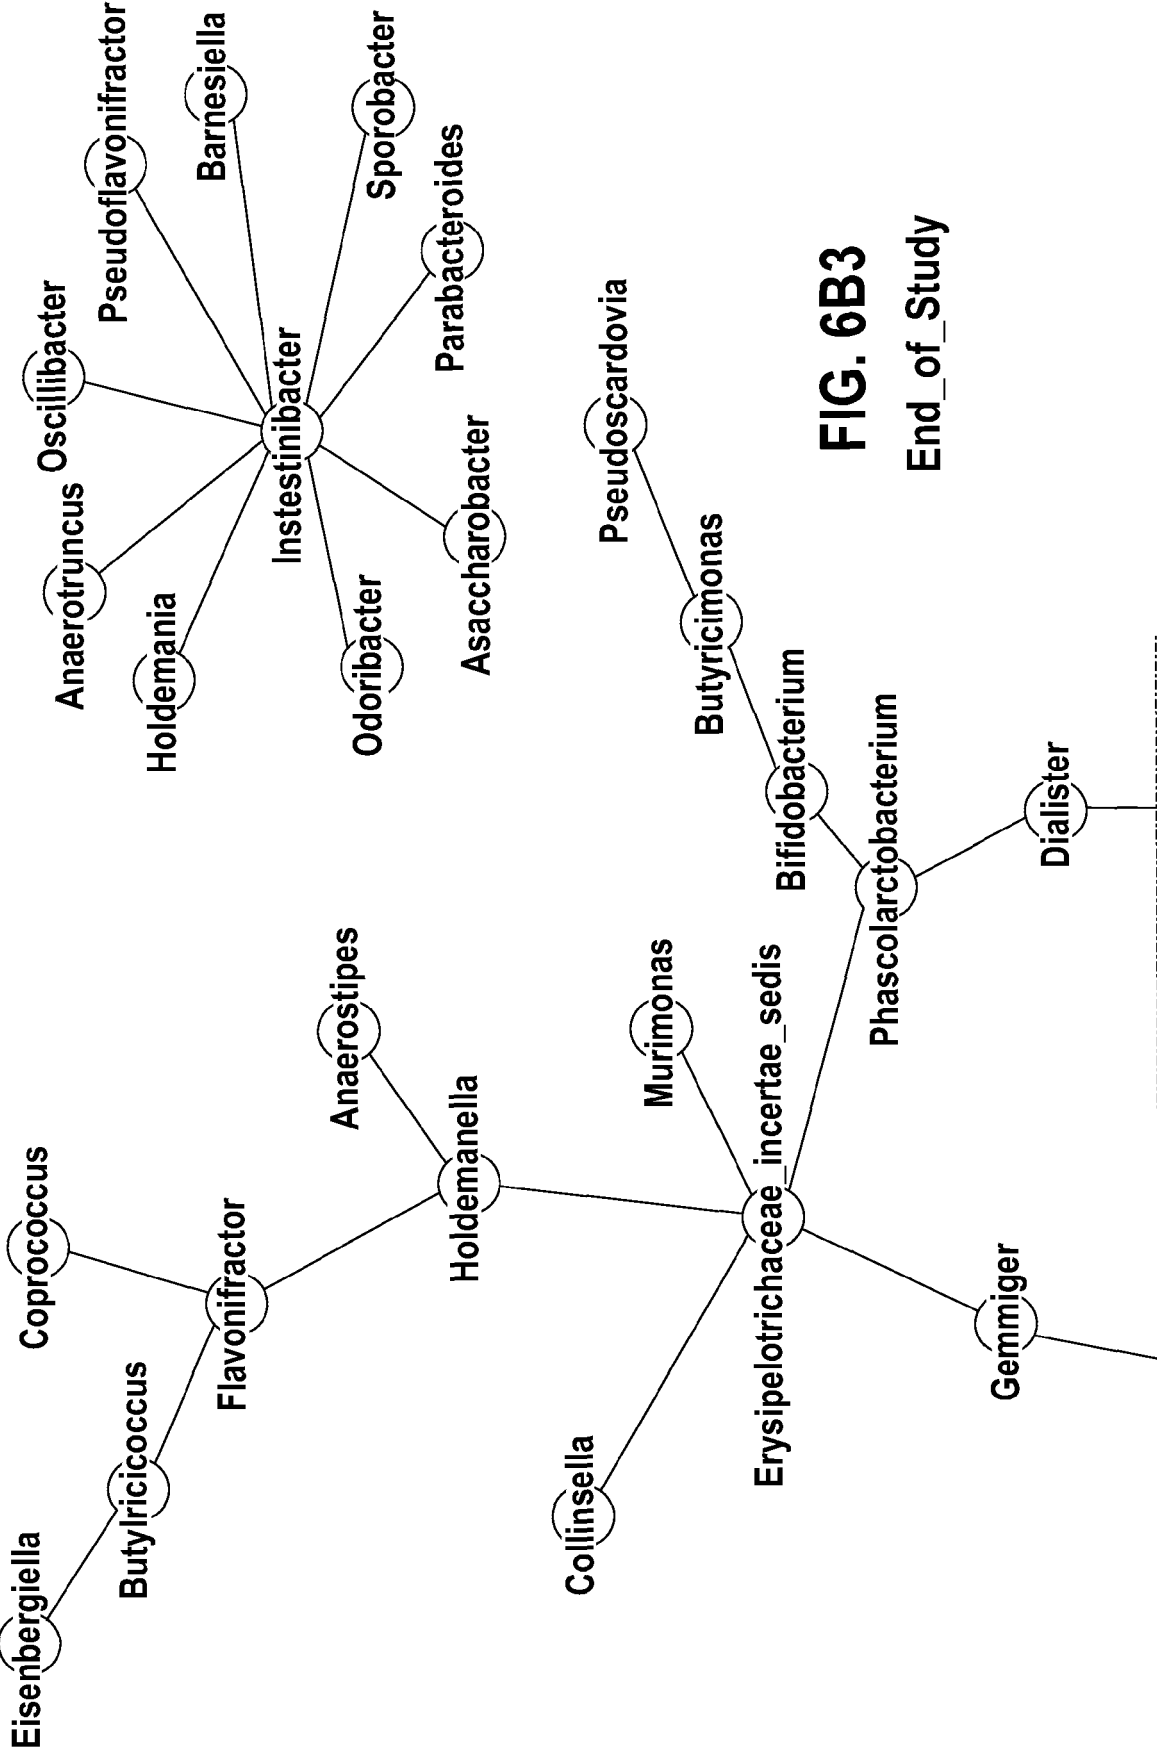 Eisenbergiella
Coprococcus
Oscillibacter
Anaerotruncus
Pseudoflavonifractor
Butylricicoccus
Holdemania
Barnesiella
Flavonifractor
Instestinibacter
Anaerostipes
Odoribacter
Sporobacter
Holdemanella
Asaccharobacter
Parabacteroides
Collinsella
Murimonas
Pseudoscardovia
Butyricimonas
Erysipelotrichaceae_incertae_sedis
Bifidobacterium
Phascolarctobacterium
Gemmiger
Dialister
FIG. 6B3
End_of_Study